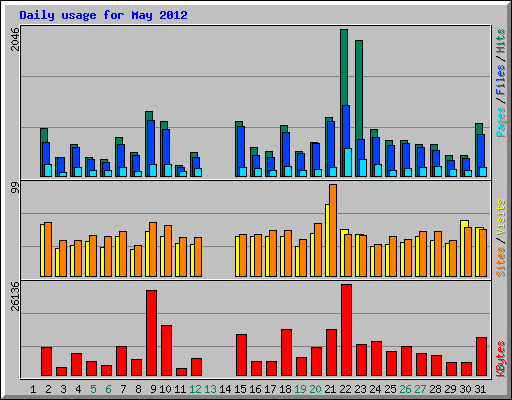 Daily usage for May 2012
2046
Pages / Files / Hits
99
Sites / Visits
26136
KBytes
1 2 3 4 5 6 7 8 9 10 11 12 13 14 15 16 17 18 19 20 21 22 23 24 25 26 27 28 29 30 31